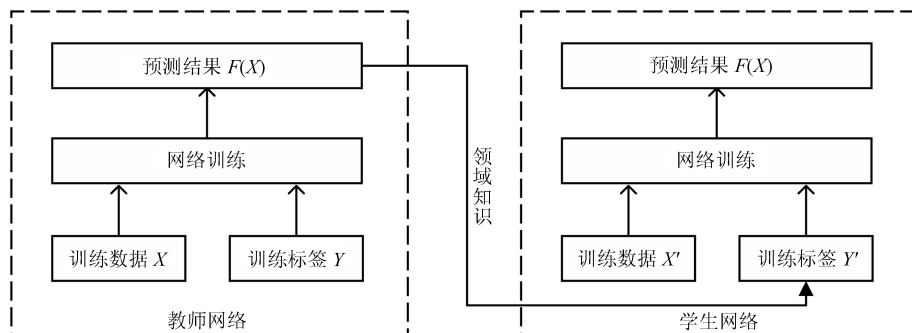 预测结果 F(X)
网络训练
训练数据 X
训练标签 Y
教师网络
领域知识
预测结果 F(X)
网络训练
训练数据 X′
训练标签 Y′
学生网络